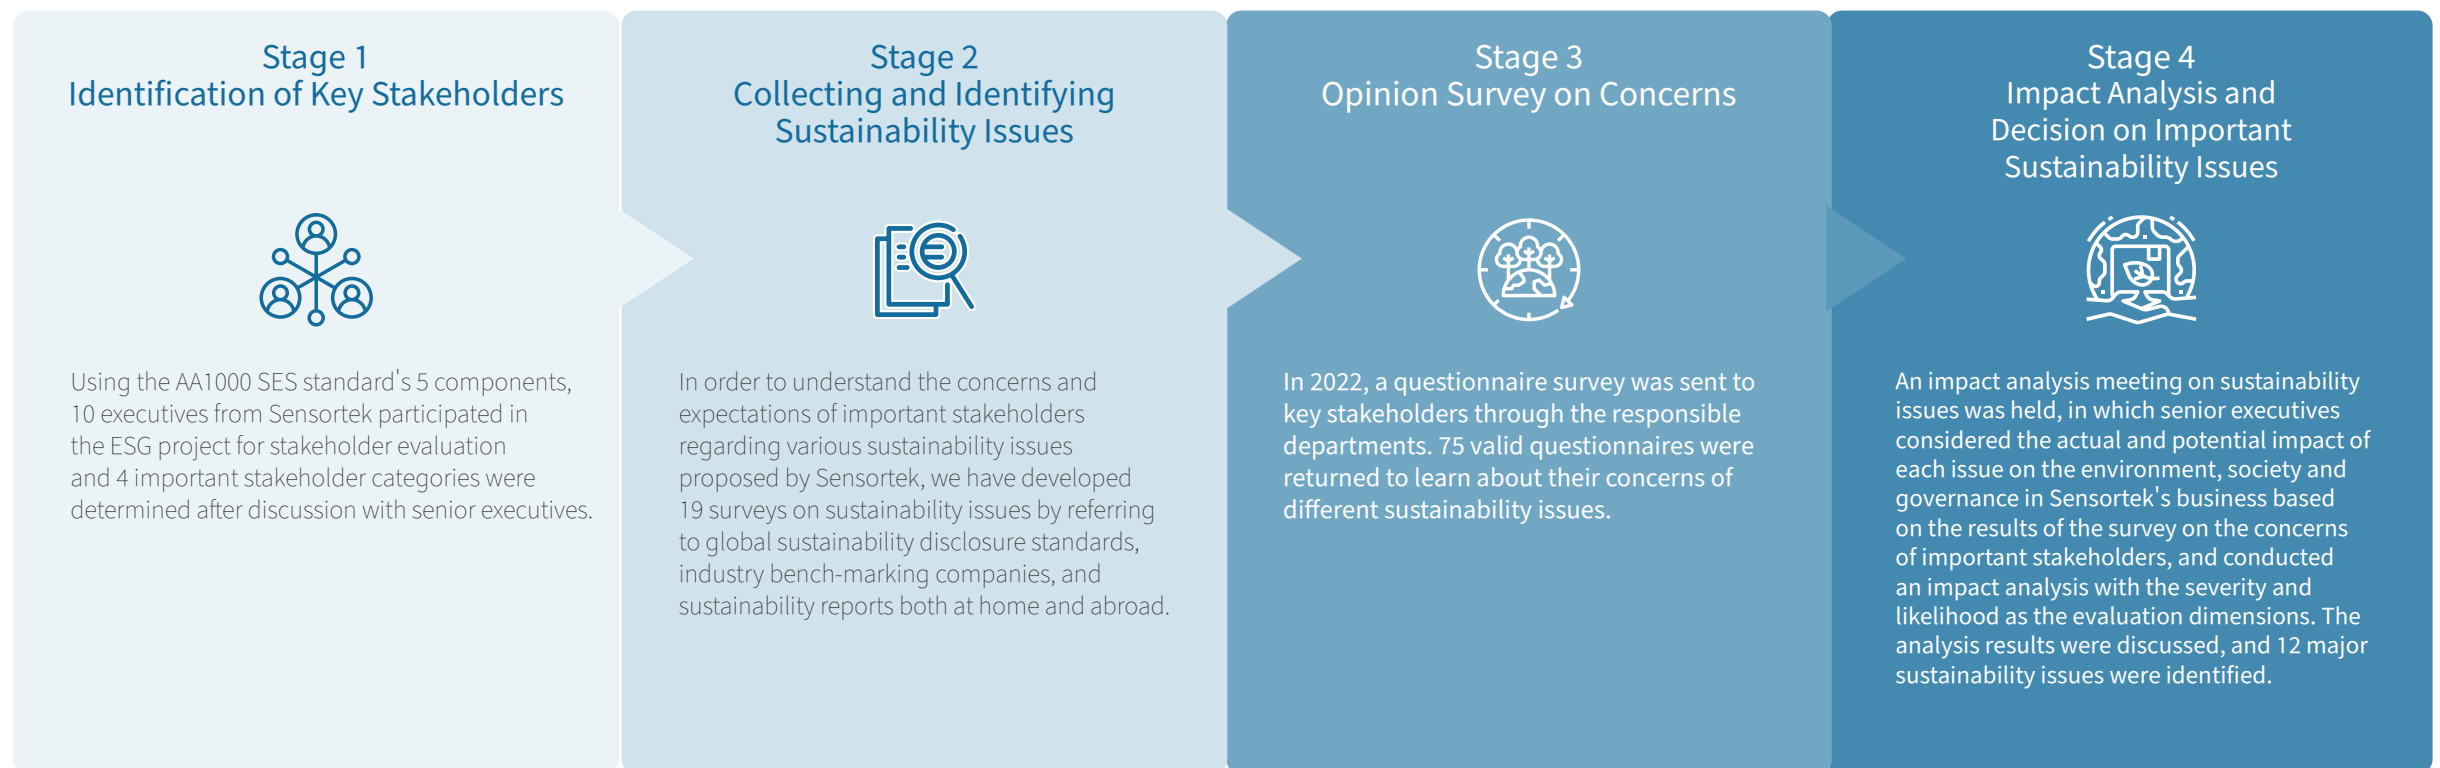 Stage 1
Identification of Key Stakeholders
Using the AA1000 SES standard's 5 components,
10 executives from Sensortek participated in
the ESG project for stakeholder evaluation
and 4 important stakeholder categories were
determined after discussion with senior executives.
Stage 2
Collecting and Identifying
Sustainability Issues
In order to understand the concerns and
expectations of important stakeholders
regarding various sustainability issues
proposed by Sensortek, we have developed
19 surveys on sustainability issues by referring
to global sustainability disclosure standards,
industry bench-marking companies, and
sustainability reports both at home and abroad.
Stage 3
Opinion Survey on Concerns
In 2022, a questionnaire survey was sent to
key stakeholders through the responsible
departments. 75 valid questionnaires were
returned to learn about their concerns of
different sustainability issues.
Stage 4
Impact Analysis and
Decision on Important
Sustainability Issues
An impact analysis meeting on sustainability
issues was held, in which senior executives
considered the actual and potential impact of
each issue on the environment, society and
governance in Sensortek's business based
on the results of the survey on the concerns
of important stakeholders, and conducted
an impact analysis with the severity and
likelihood as the evaluation dimensions. The
analysis results were discussed, and 12 major
sustainability issues were identified.